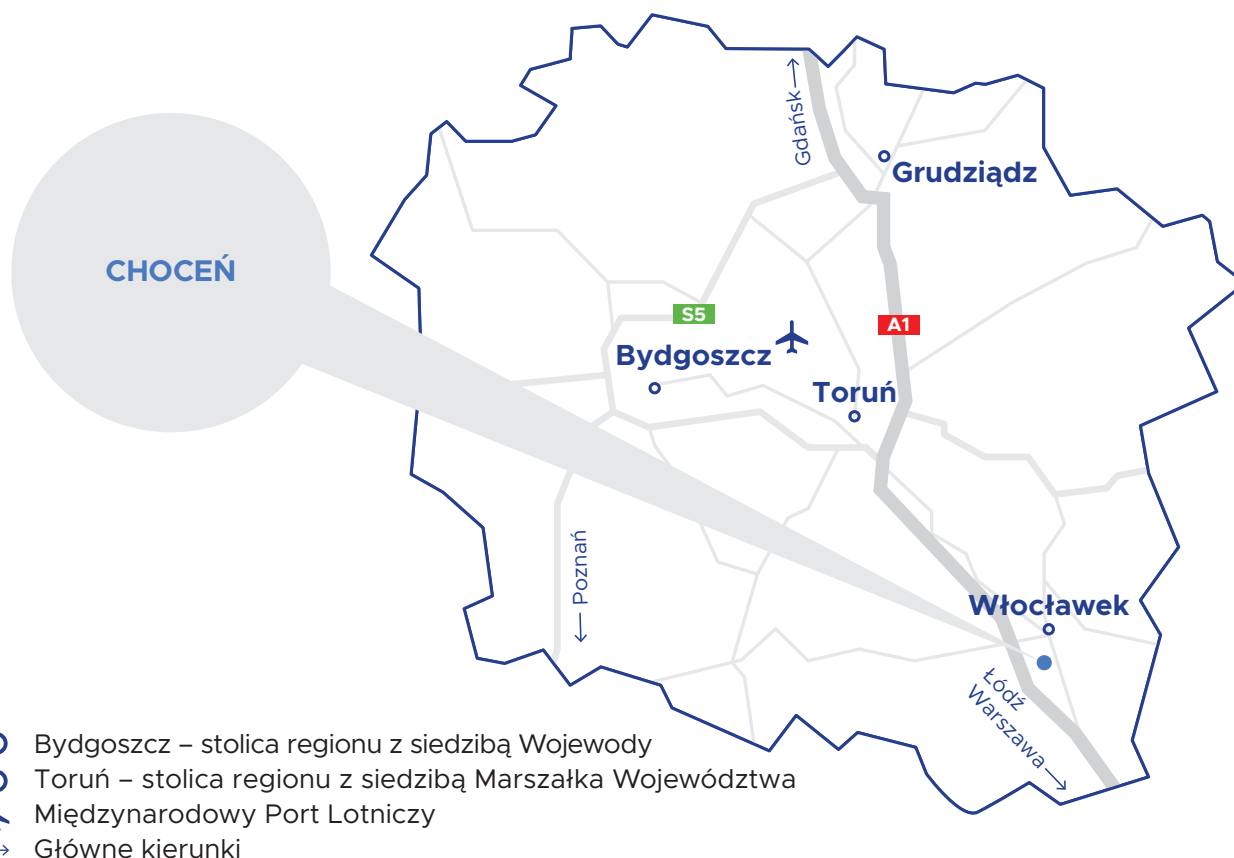 Gdańsk
Grudziądz
CHOCEŃ
S5
A1
Bydgoszcz
Toruń
Poznań
Włocławek
Łódź
Warszawa
Bydgoszcz – stolica regionu z siedzibą Wojewody
Toruń – stolica regionu z siedzibą Marszałka Województwa
Międzynarodowy Port Lotniczy
Główne kierunki